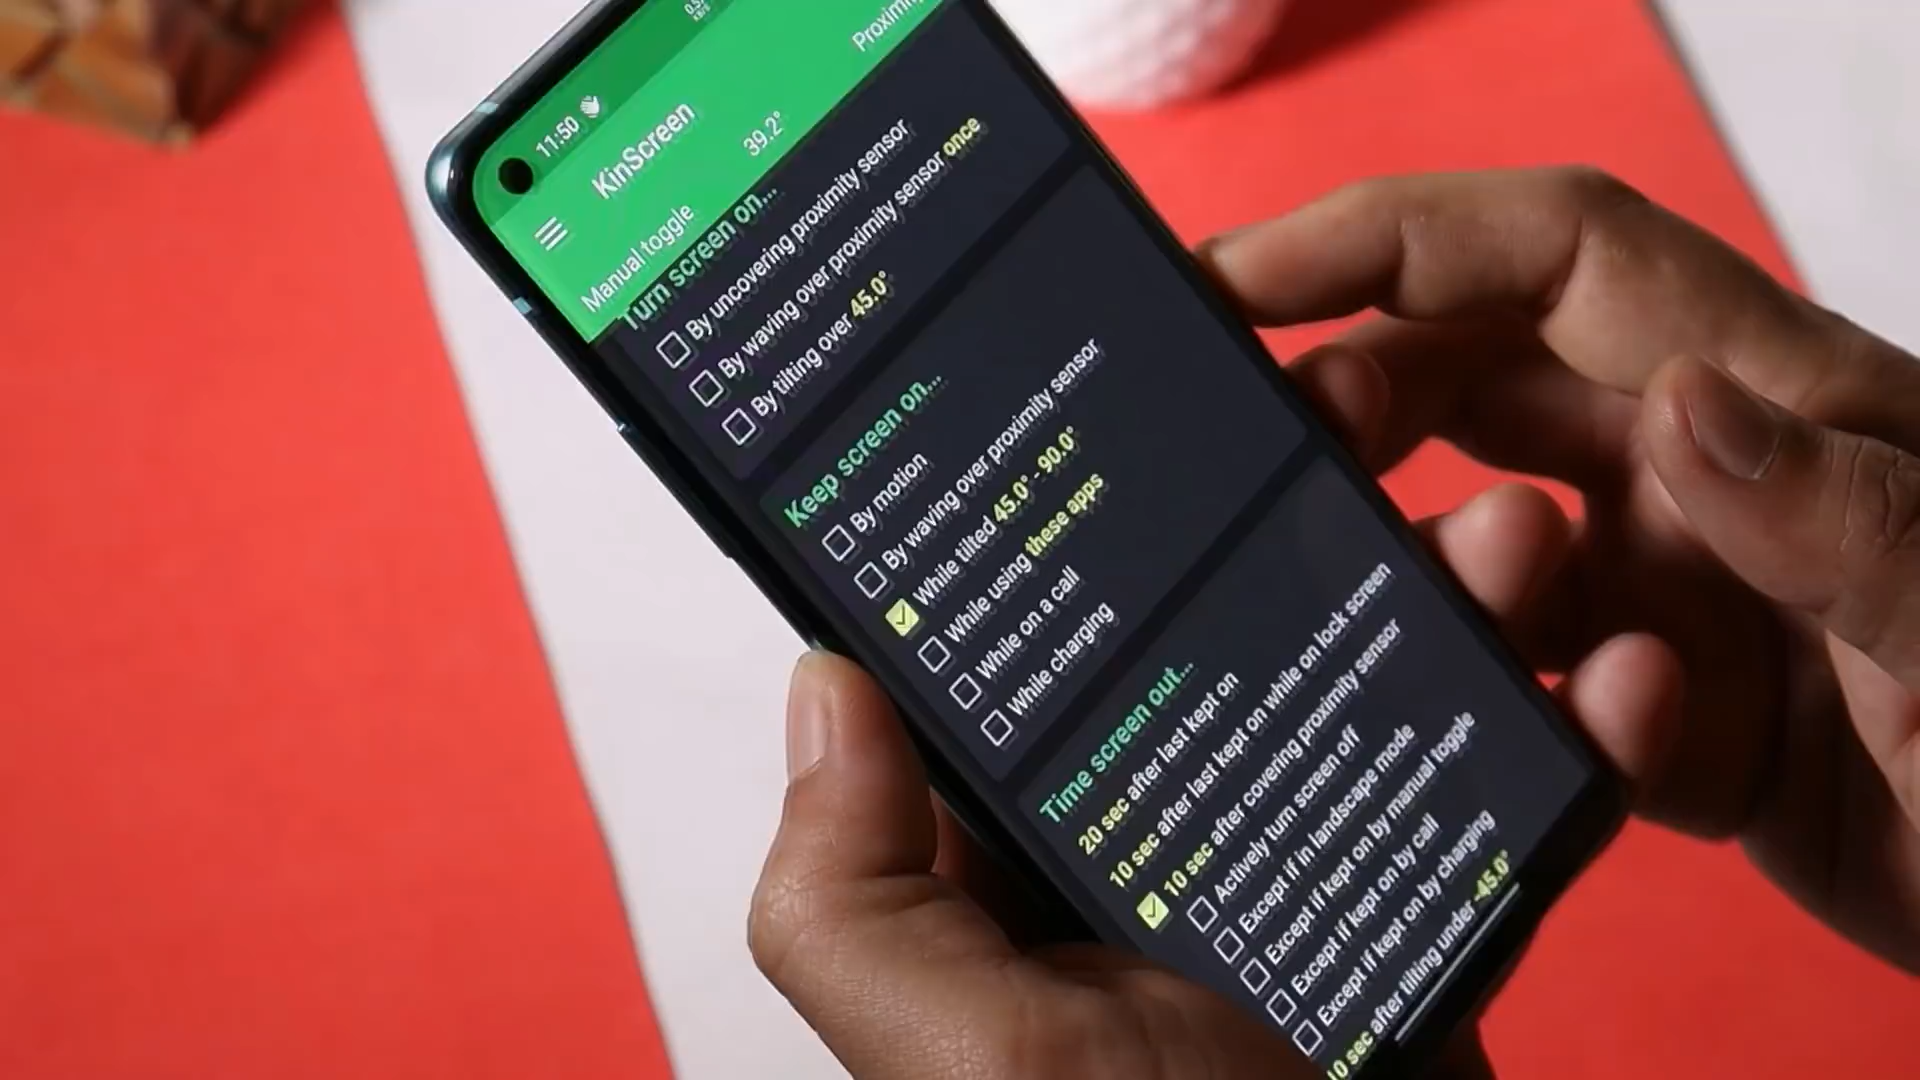 11:50
KinScreen
Manual toggle
39.2°
Turn screen on...
By uncovering proximity sensor
By waving over proximity sensor once
By tilting over 45.0°
Keep screen on...
By motion
By waving over proximity sensor
While tilted 45.0° - 90.0°
While using these apps
While on a call
While charging
Time screen out...
20 sec after last kept on
10 sec after last kept on while on lock screen
10 sec after covering proximity sensor
Actively turn screen off
Except if in landscape mode
Except if kept on by manual toggle
Except if kept on by call
Except if kept on by charging
10 sec after tilting under -45.0°